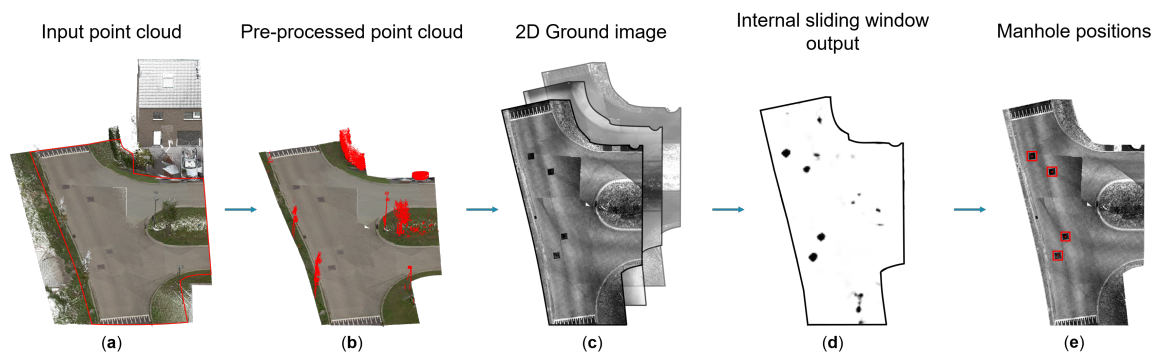 Input point cloud
Pre-processed point cloud
2D Ground image
Internal sliding window
output
Manhole positions
(a)
(b)
(c)
(d)
(e)